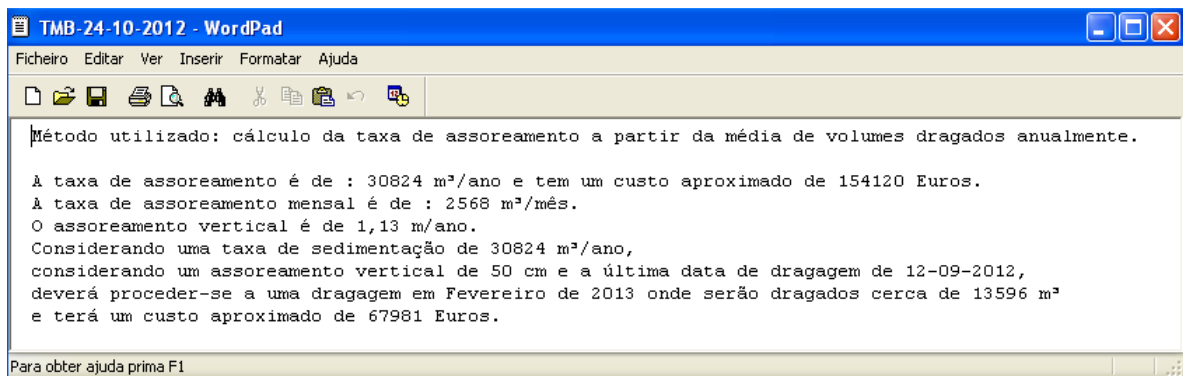 TMB-24-10-2012 - WordPad
Ficheiro Editar Ver Inserir Formatar Ajuda
Método utilizado: cálculo da taxa de assoreamento a partir da média de volumes dragados anualmente.
A taxa de assoreamento é de : 30824 m³/ano e tem um custo aproximado de 154120 Euros.
A taxa de assoreamento mensal é de : 2568 m³/mês.
O assoreamento vertical é de 1,13 m/ano.
Considerando uma taxa de sedimentação de 30824 m³/ano,
considerando um assoreamento vertical de 50 cm e a última data de dragagem de 12-09-2012,
deverá proceder-se a uma dragagem em Fevereiro de 2013 onde serão dragados cerca de 13596 m³
e terá um custo aproximado de 67981 Euros.
Para obter ajuda prima F1